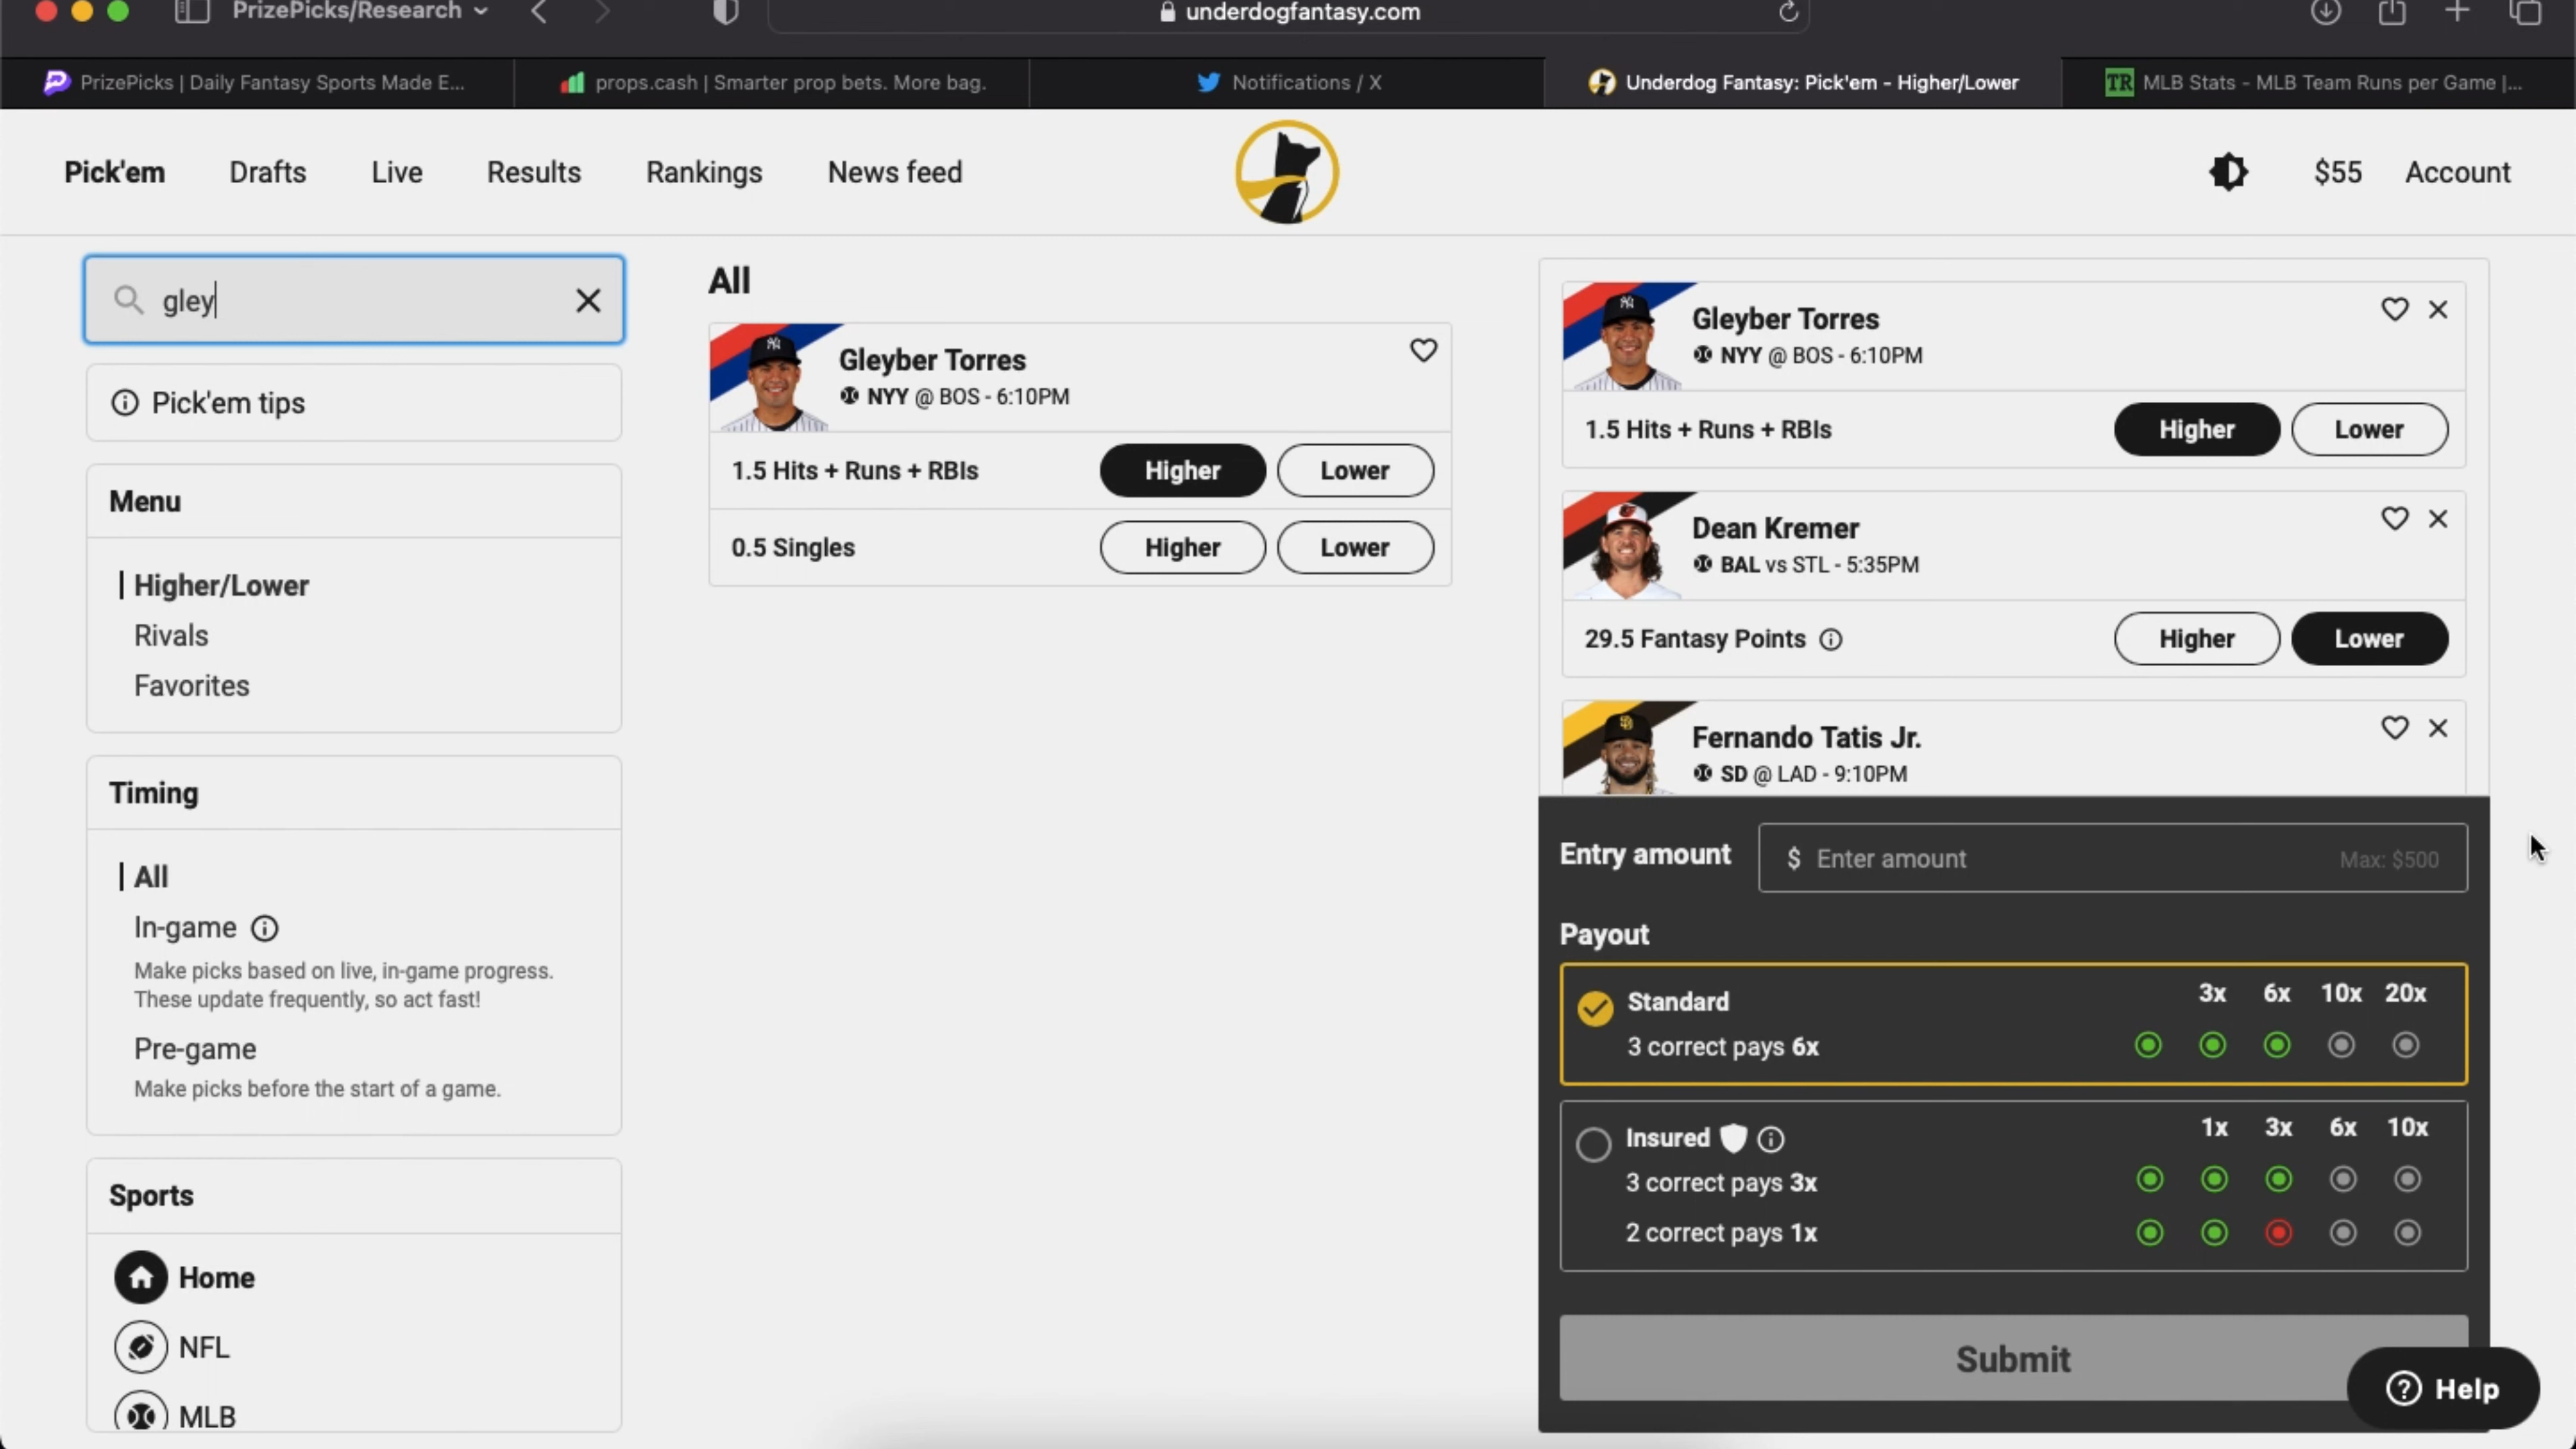 PrizePicks/Research
underdogfantasy.com
PrizePicks | Daily Fantasy Sports Made E...
props.cash | Smarter prop bets. More bag.
Notifications / X
Underdog Fantasy: Pick'em - Higher/Lower
TR MLB Stats - MLB Team Runs per Game |...
Pick'em Drafts Live Results Rankings News feed
$55 Account
gley
Pick'em tips
Menu
Higher/Lower
Rivals
Favorites
Timing
All
In-game
Make picks based on live, in-game progress.
These update frequently, so act fast!
Pre-game
Make picks before the start of a game.
Sports
Home
NFL
MLB
All
Gleyber Torres
NYY @ BOS - 6:10PM
1.5 Hits + Runs + RBIs Higher Lower
0.5 Singles Higher Lower
Gleyber Torres
NYY @ BOS - 6:10PM
1.5 Hits + Runs + RBIs Higher Lower
Dean Kremer
BAL vs STL - 5:35PM
29.5 Fantasy Points Higher Lower
Fernando Tatis Jr.
SD @ LAD - 9:10PM
Entry amount $ Enter amount Max: $500
Payout
3x 6x 10x 20x
Standard
3 correct pays 6x
1x 3x 6x 10x
Insured
3 correct pays 3x
2 correct pays 1x
Submit
Help